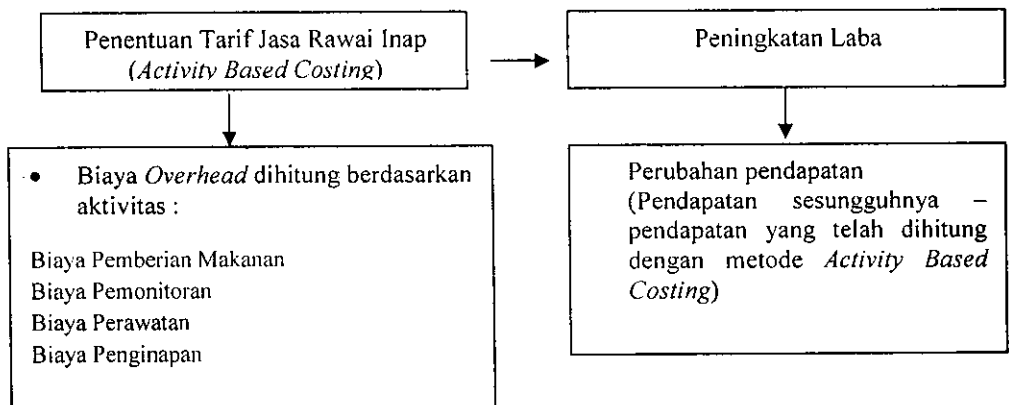 Penentuan Tarif Jasa Rawai Inap
(Activity Based Costing)
Peningkatan Laba
• Biaya Overhead dihitung berdasarkan
aktivitas :
Biaya Pemberian Makanan
Biaya Pemonitoran
Biaya Perawatan
Biaya Penginapan
Perubahan pendapatan
(Pendapatan sesungguhnya –
pendapatan yang telah dihitung
dengan metode Activity Based
Costing)